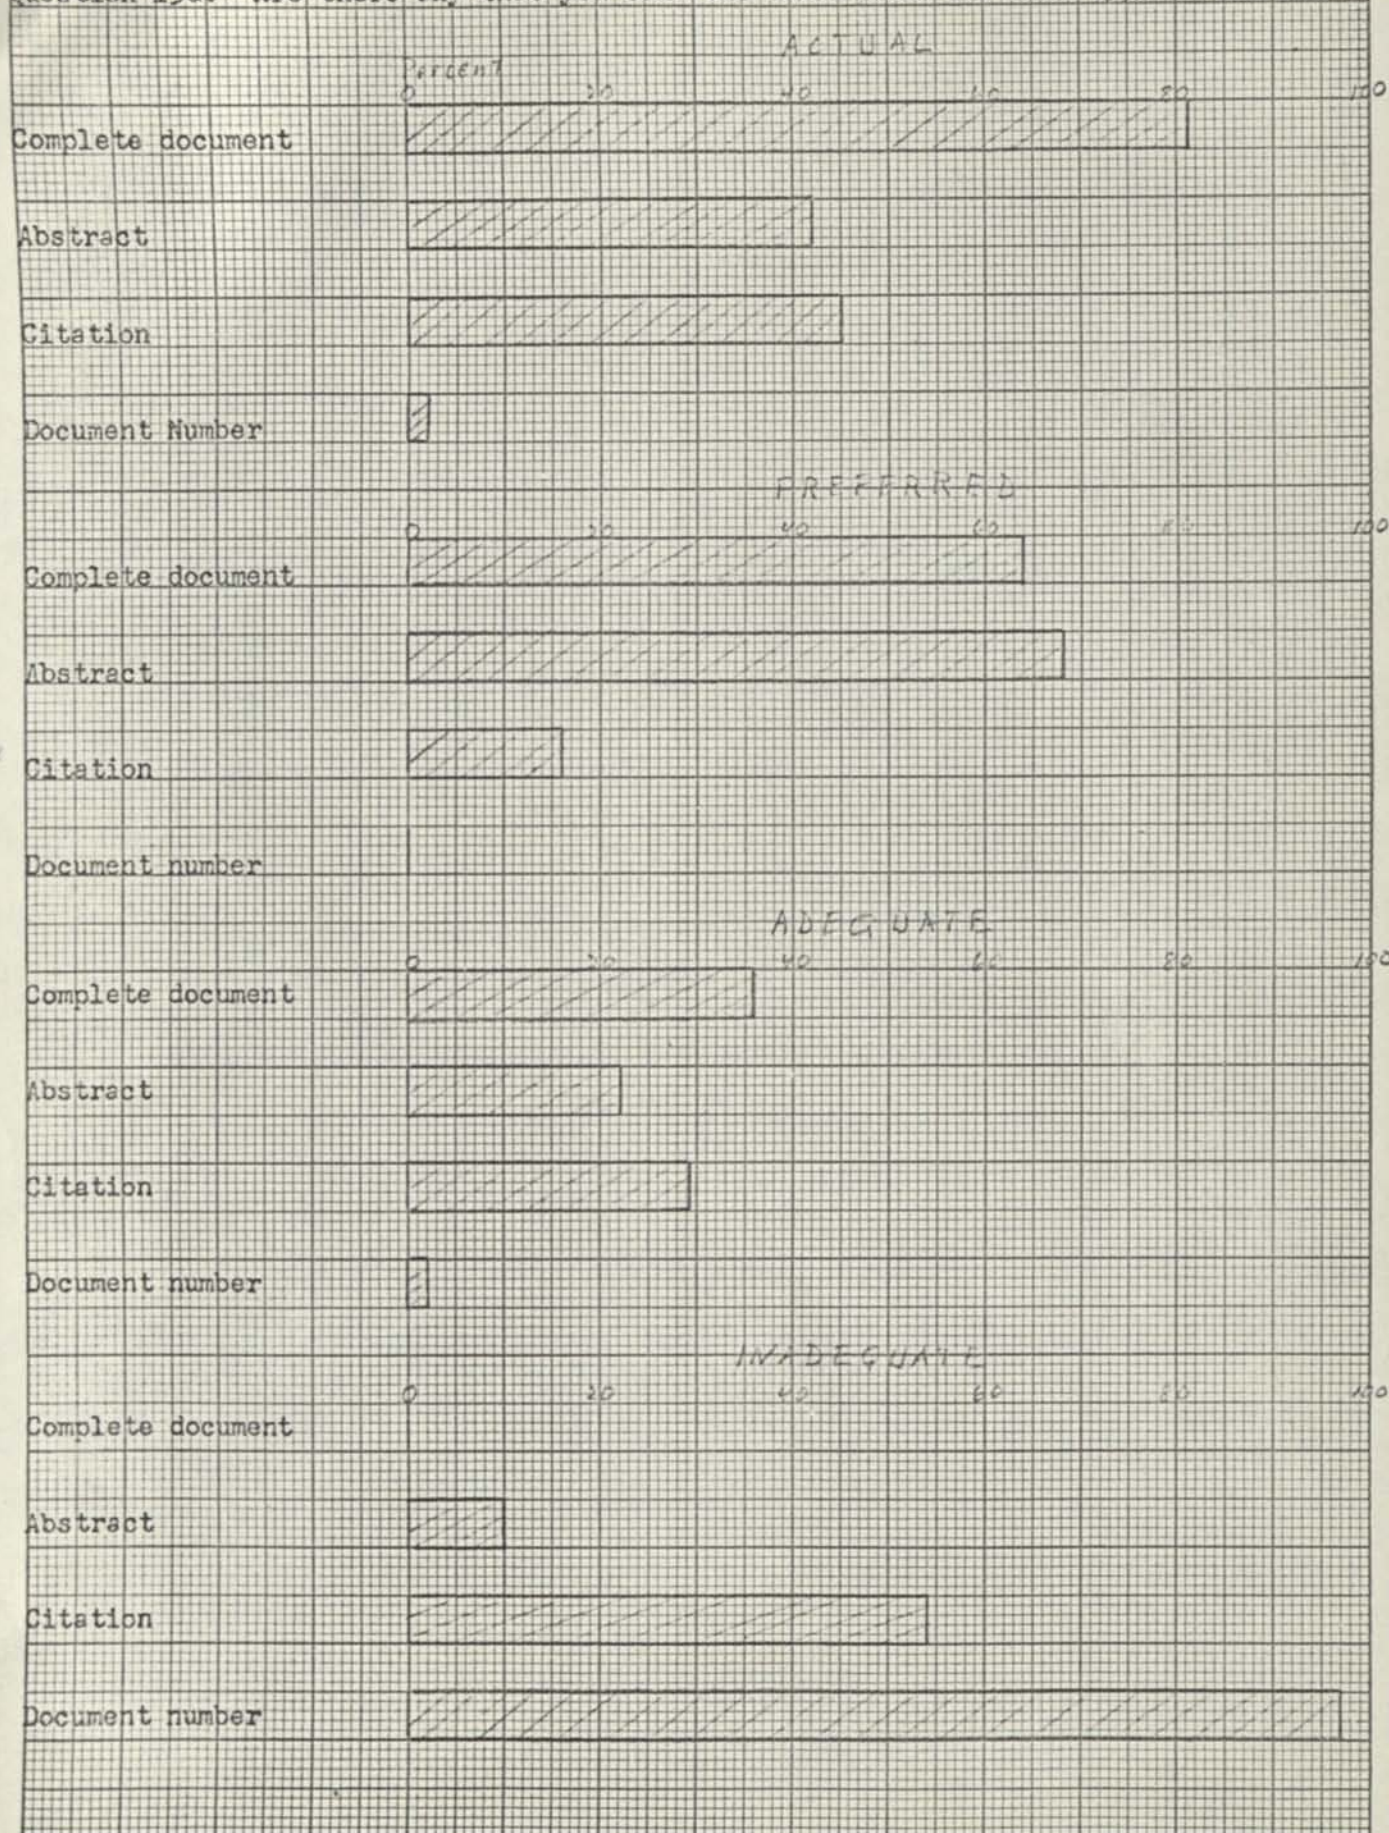 ACTUAL
Percent
0 20 40 60 80 100
Complete document
Abstract
Citation
Document Number
PREFERRED
0 20 40 60 80 100
Complete document
Abstract
Citation
Document number
ADEQUATE
0 20 40 60 80 100
Complete document
Abstract
Citation
Document number
INADEQUATE
0 20 40 60 80 100
Complete document
Abstract
Citation
Document number